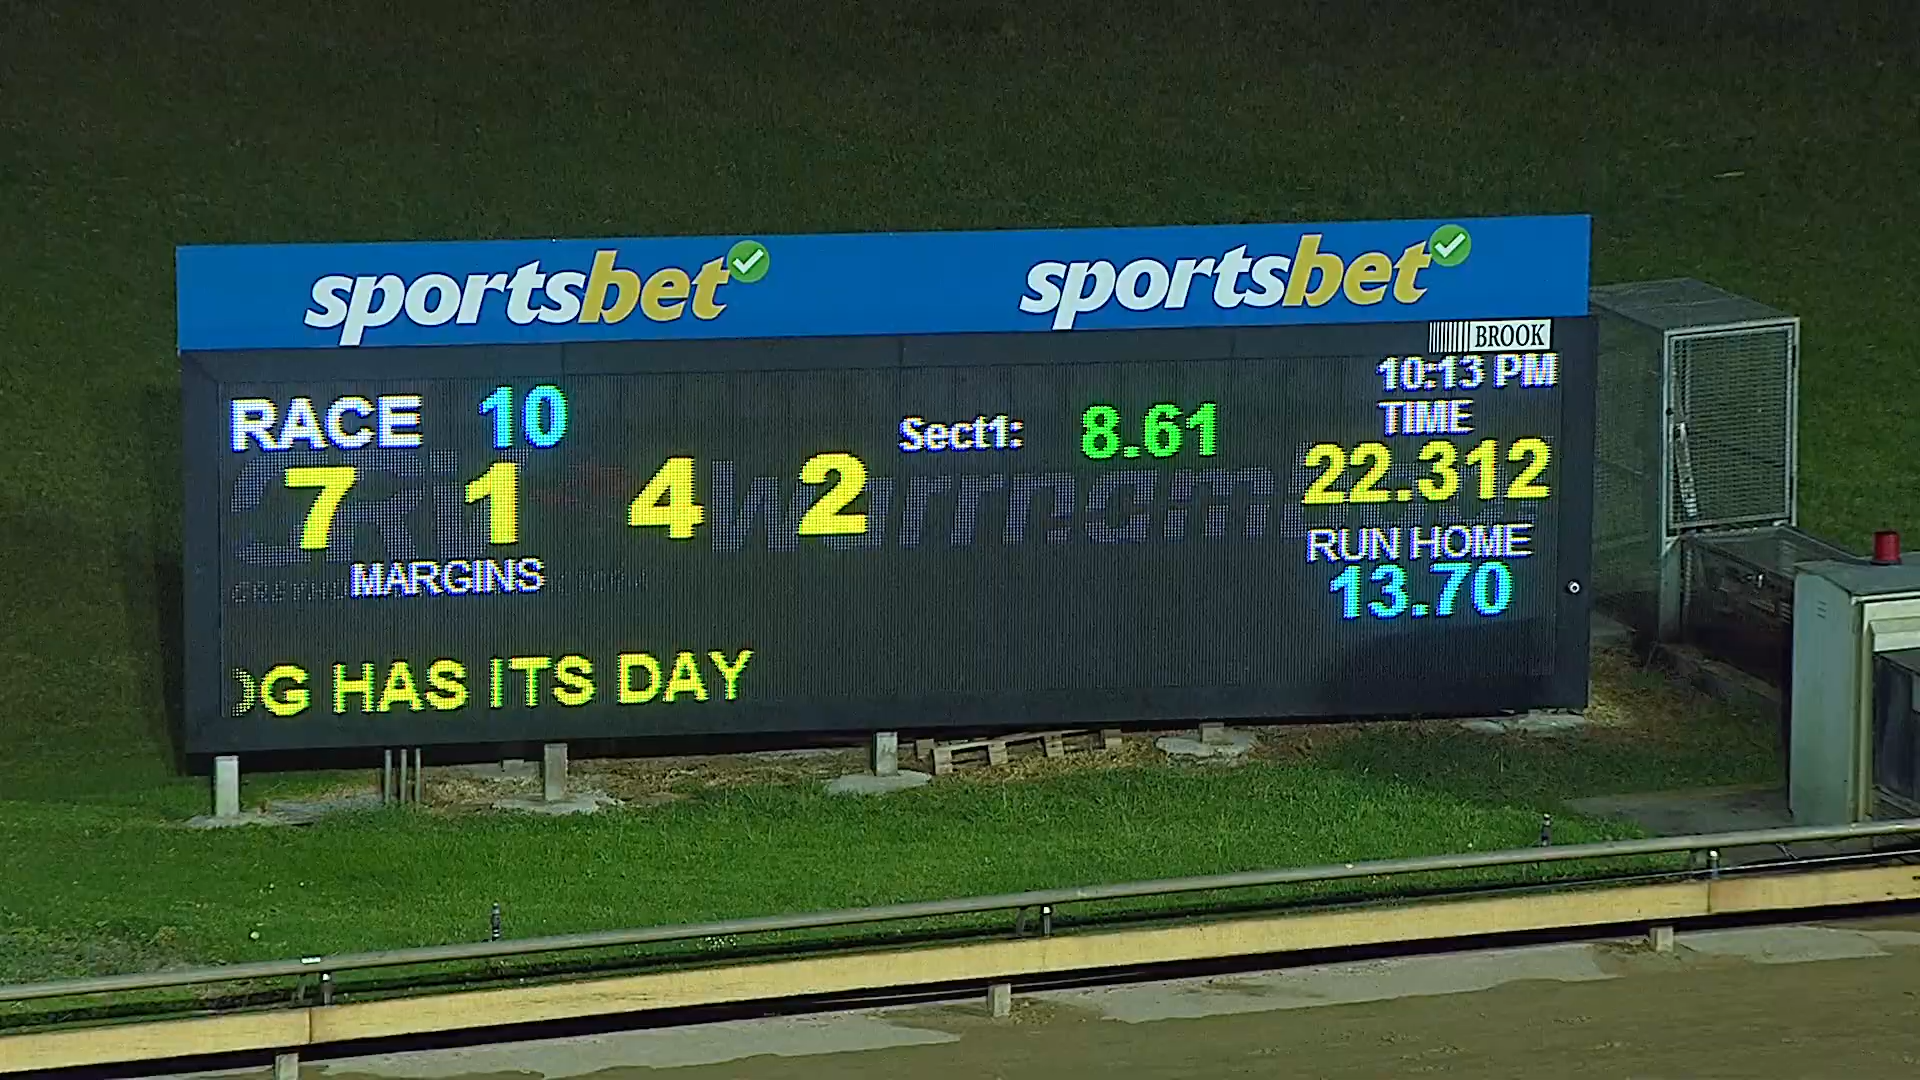 sportsbet sportsbet
BROOK
10:13 PM
RACE 10 Sect1: 8.61 TIME
7 1 4 2 22.312
RUN HOME
MARGINS 13.70
OG HAS ITS DAY